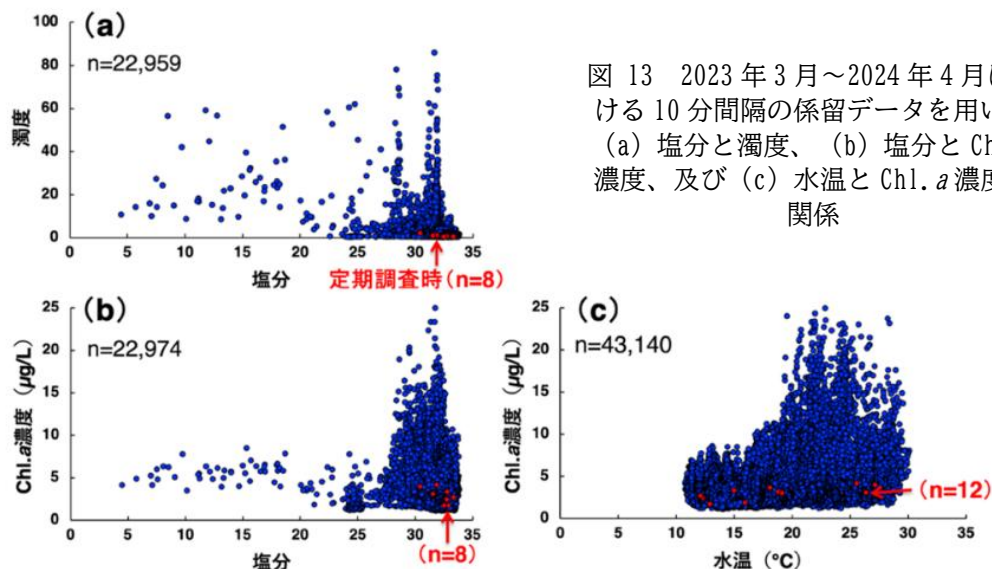 (a)
n=22,959
100
80
60
40
20
0
濁度
0 5 10 15 20 25 30 35
塩分
定期調査時(n=8)
図 13 2023 年 3 月～2024 年 4 月
ける 10 分間隔の係留データを用い
(a) 塩分と濁度、(b) 塩分と Ch
濃度、及び (c) 水温と Chl. a 濃度
関係
(b)
n=22,974
25
20
15
10
5
0
Chl.a濃度 (μg/L)
0 5 10 15 20 25 30 35
塩分
(n=8)
(c)
n=43,140
25
20
15
10
5
0
Chl.a濃度 (μg/L)
0 5 10 15 20 25 30 35
水温 (°C)
(n=12)